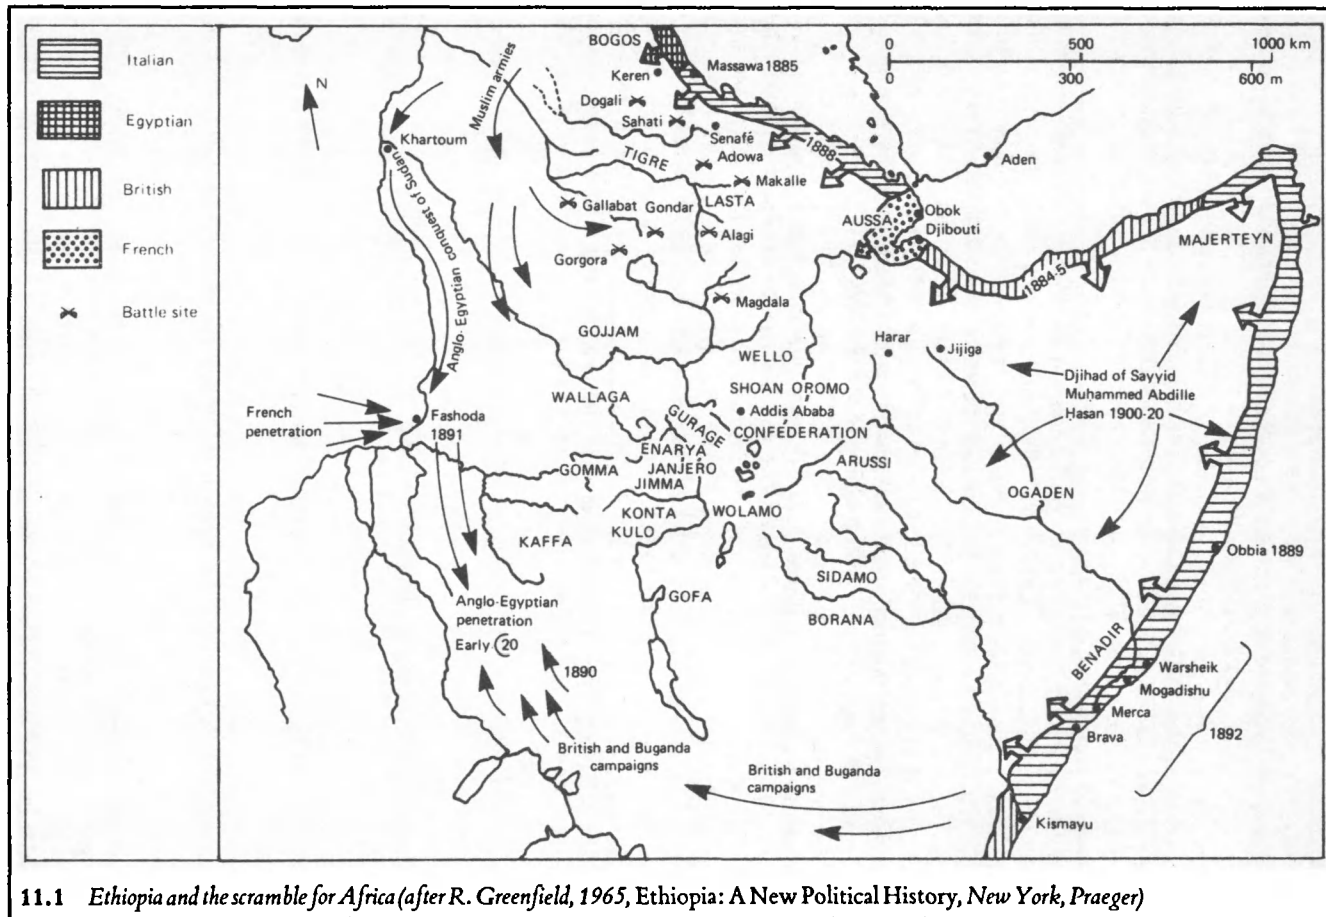 Italian
Egyptian
British
French
Battle site
N
0 500 1000 km
0 300 600 m
BOGOS
Massawa 1885
Keren
Dogali
Sahati
Senafé
Adowa
TIGRE
Makalle
1888
Muslim armies
Khartoum
Anglo Egyptian conquest of Sudan
Gallabat
Gondar
LASTA
Alagi
Gorgora
Magdala
AUSSA
Obok
Djibouti
Aden
1884-5
MAJERTEYN
GOJJAM
WELLO
Harar
Jijiga
WALLAGA
SHOAN OROMO
Addis Ababa
CONFEDERATION
GURAGE
ENARYA
JANJERO
JIMMA
GOMMA
ARUSSI
Djihad of Sayyid
Muḥammed Abdille
Ḥasan 1900-20
OGADEN
French
penetration
Fashoda
1891
KONTA
KULO
WOLAMO
KAFFA
GOFA
SIDAMO
BORANA
Obbia 1889
Anglo-Egyptian
penetration
Early C20
1890
BENADIR
Warsheik
Mogadishu
Merca
Brava
1892
British and Buganda
campaigns
British and Buganda
campaigns
Kismayu
11.1 Ethiopia and the scramble for Africa (after R. Greenfield, 1965, Ethiopia: A New Political History, New York, Praeger)